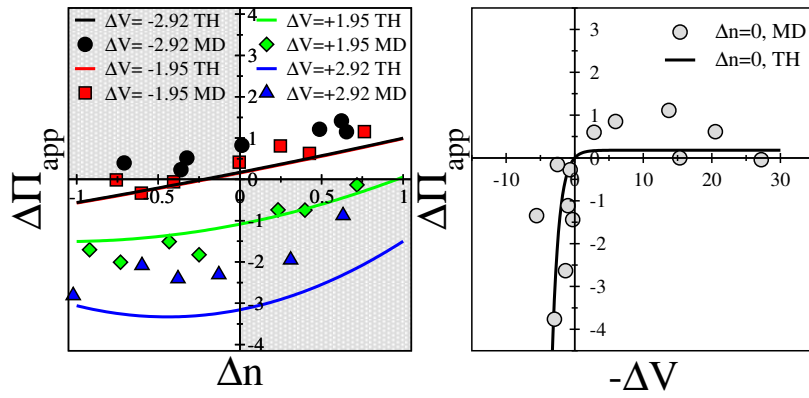 ΔV= -2.92 TH
ΔV= -2.92 MD
ΔV= -1.95 TH
ΔV= -1.95 MD
ΔV=+1.95 TH
ΔV=+1.95 MD
ΔV=+2.92 TH
ΔV=+2.92 MD
4
3
2
1
-1
-2
-3
-4
-1
-0.5
0
0.5
1
ΔΠapp
Δn
Δn=0, MD
Δn=0, TH
3
2
1
-1
-2
-3
-4
-10
0
10
20
30
ΔΠapp
-ΔV